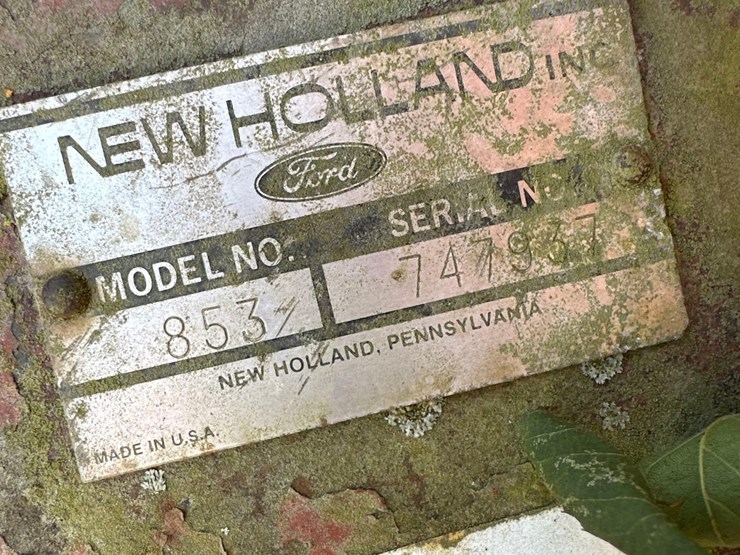 NEW HOLLAND INC
Ford
MODEL NO. SERIAL NO.
853 747937
NEW HOLLAND, PENNSYLVANIA
MADE IN U.S.A.